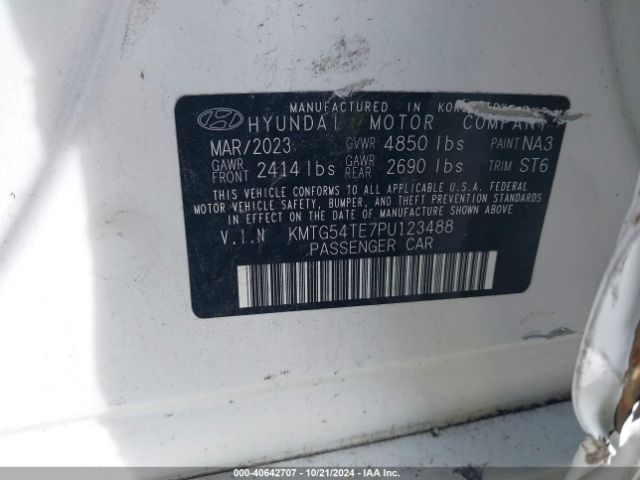 MANUFACTURED IN
HYUNDAI MOTOR COMPANY
MAR/2023 GVWR 4850 lbs PAINT NA3
GAWR FRONT 2414 lbs GAWR REAR 2690 lbs TRIM ST6
THIS VEHICLE CONFORMS TO ALL APPLICABLE U.S.A. FEDERAL
MOTOR VEHICLE SAFETY, BUMPER, AND THEFT PREVENTION STANDARDS
IN EFFECT ON THE DATE OF MANUFACTURE SHOWN ABOVE.
V.I.N KMTG54TE7PU123488
PASSENGER CAR
000-40642707 - 10/21/2024 - IAA Inc.